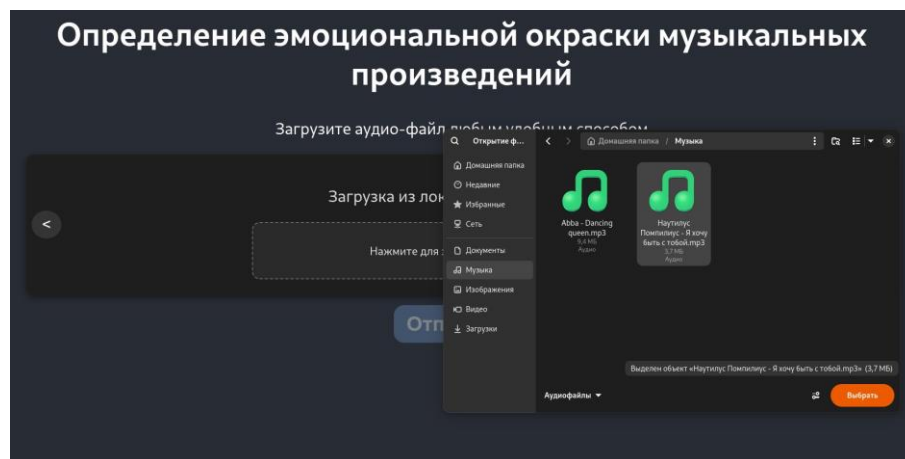 Определение эмоциональной окраски музыкальных
произведений
Загрузите аудио-файл любым удобным способом
Загрузка из лок
<
Нажмите для
Отп
Открытие ф...
Домашняя папка
Недавние
Избранные
Сеть
Документы
Музыка
Изображения
Видео
Загрузки
< > Домашняя папка / Музыка
Abba - Dancing
queen.mp3
9,4 МБ
Аудио
Наутилус
Помпилиус - Я хочу
быть с тобой.mp3
3,7 МБ
Аудио
Выделен объект «Наутилус Помпилиус - Я хочу быть с тобой.mp3» (3,7 МБ)
Аудиофайлы
Выбрать